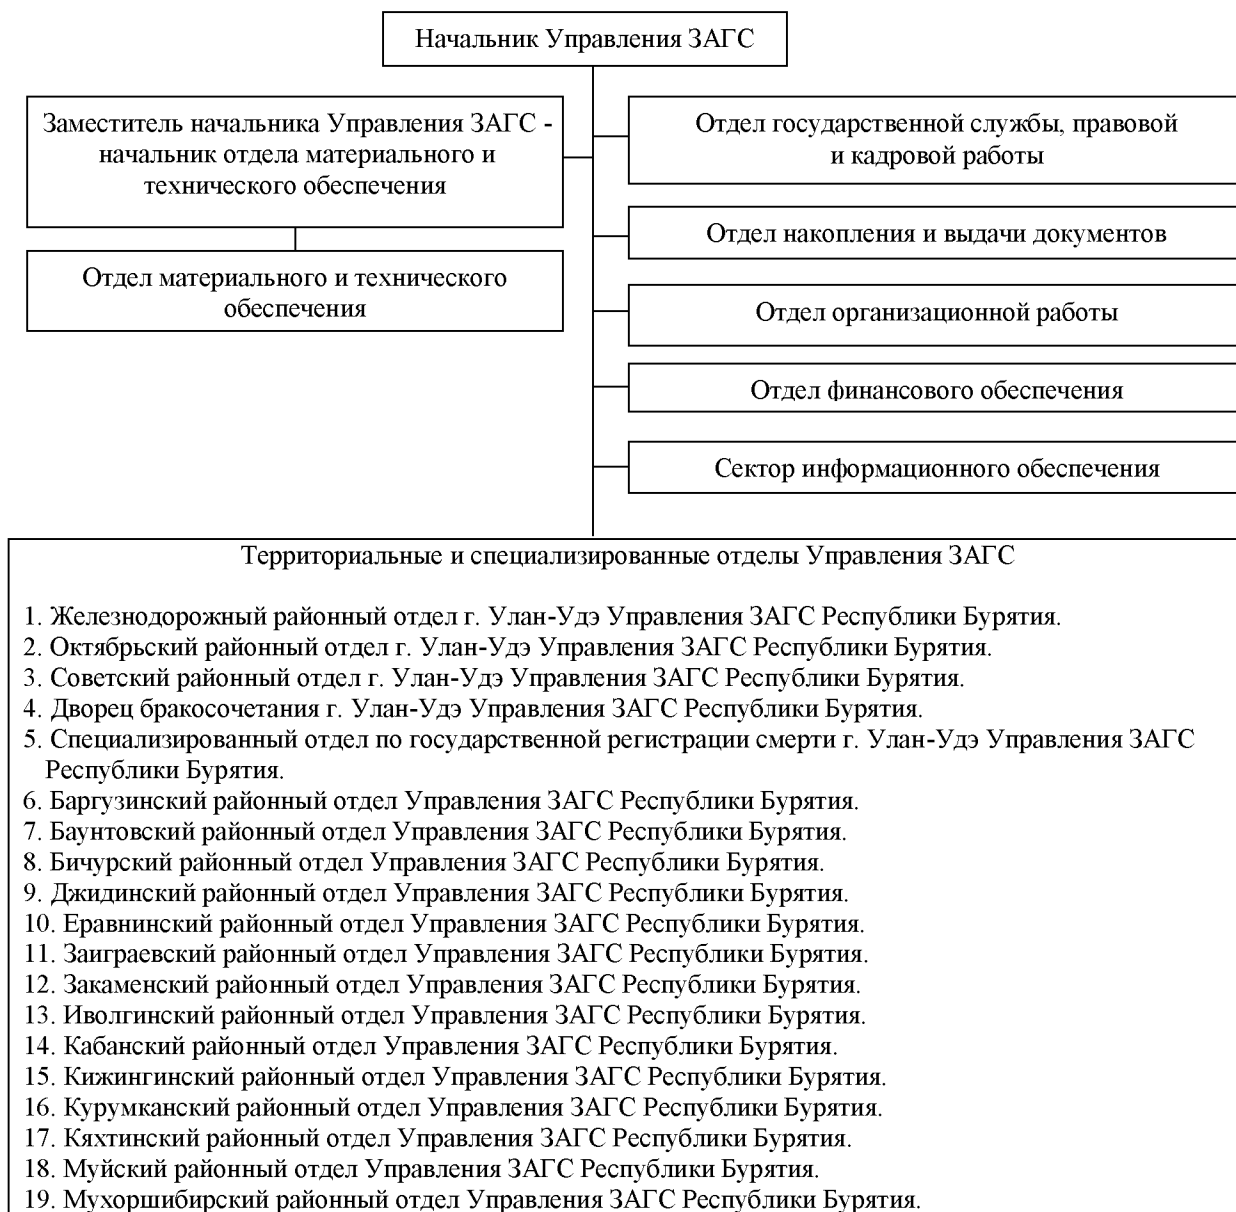 Начальник Управления ЗАГС
Заместитель начальника Управления ЗАГС -
начальник отдела материального и
технического обеспечения
Отдел материального и технического
обеспечения
Отдел государственной службы, правовой
и кадровой работы
Отдел накопления и выдачи документов
Отдел организационной работы
Отдел финансового обеспечения
Сектор информационного обеспечения
Территориальные и специализированные отделы Управления ЗАГС
1. Железнодорожный районный отдел г. Улан-Удэ Управления ЗАГС Республики Бурятия.
2. Октябрьский районный отдел г. Улан-Удэ Управления ЗАГС Республики Бурятия.
3. Советский районный отдел г. Улан-Удэ Управления ЗАГС Республики Бурятия.
4. Дворец бракосочетания г. Улан-Удэ Управления ЗАГС Республики Бурятия.
5. Специализированный отдел по государственной регистрации смерти г. Улан-Удэ Управления ЗАГС
Республики Бурятия.
6. Баргузинский районный отдел Управления ЗАГС Республики Бурятия.
7. Баунтовский районный отдел Управления ЗАГС Республики Бурятия.
8. Бичурский районный отдел Управления ЗАГС Республики Бурятия.
9. Джидинский районный отдел Управления ЗАГС Республики Бурятия.
10. Еравнинский районный отдел Управления ЗАГС Республики Бурятия.
11. Заиграевский районный отдел Управления ЗАГС Республики Бурятия.
12. Закаменский районный отдел Управления ЗАГС Республики Бурятия.
13. Иволгинский районный отдел Управления ЗАГС Республики Бурятия.
14. Кабанский районный отдел Управления ЗАГС Республики Бурятия.
15. Кижингинский районный отдел Управления ЗАГС Республики Бурятия.
16. Курумканский районный отдел Управления ЗАГС Республики Бурятия.
17. Кяхтинский районный отдел Управления ЗАГС Республики Бурятия.
18. Муйский районный отдел Управления ЗАГС Республики Бурятия.
19. Мухоршибирский районный отдел Управления ЗАГС Республики Бурятия.